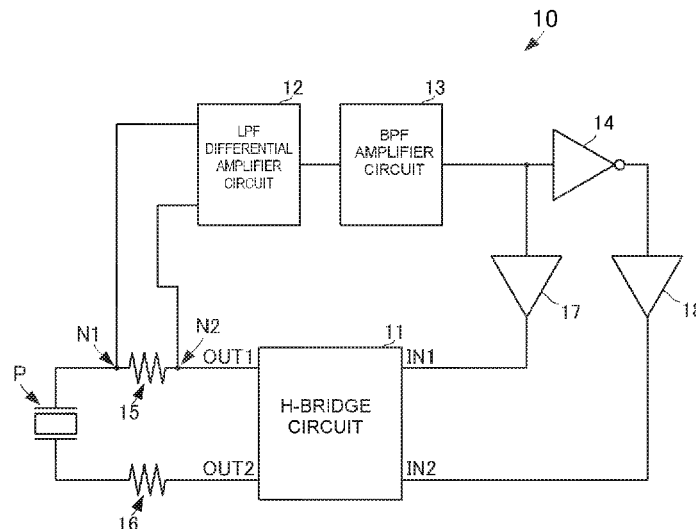 10
12
13
14
LPF
DIFFERENTIAL
AMPLIFIER
CIRCUIT
BPF
AMPLIFIER
CIRCUIT
17
18
N1
N2
11
P
OUT1
IN1
15
H-BRIDGE
CIRCUIT
OUT2
IN2
16